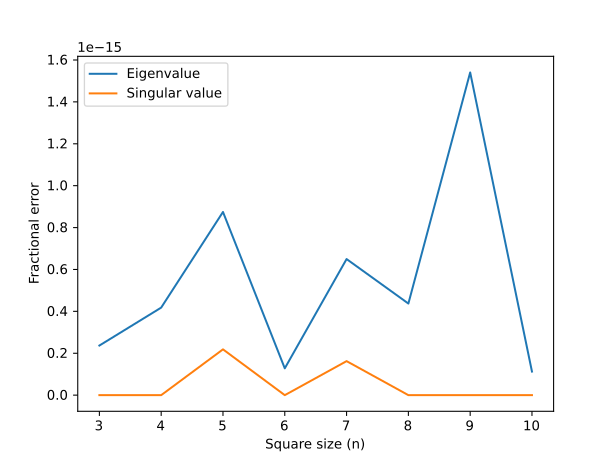 1e−15
1.6
1.4
1.2
1.0
0.8
0.6
0.4
0.2
0.0
Fractional error
Eigenvalue
Singular value
3 4 5 6 7 8 9 10
Square size (n)